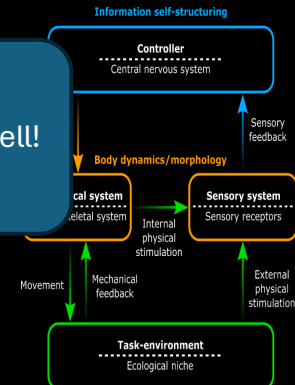 Information self-structuring
Controller
Central nervous system
ell!
Sensory
feedback
Body dynamics/morphology
cal system
keletal system
Sensory system
Sensory receptors
Internal
physical
stimulation
Movement
Mechanical
feedback
External
physical
stimulation
Task-environment
Ecological niche